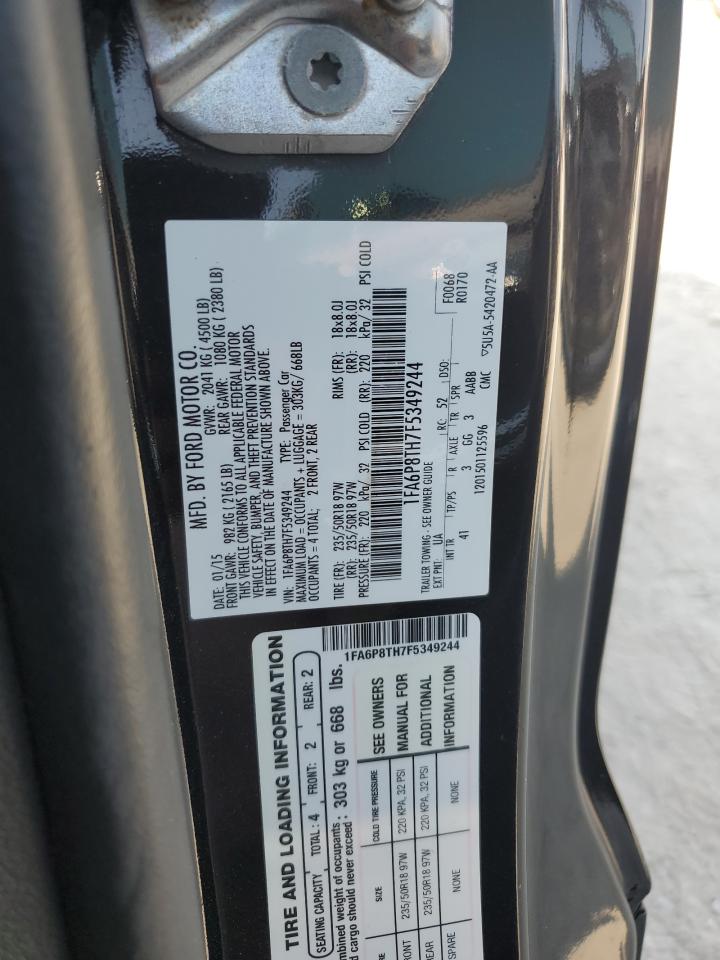 MFD. BY FORD MOTOR CO.
DATE: 01/15 GVWR: 2041 KG ( 4500 LB)
FRONT GAWR: 982 KG ( 2165 LB) REAR GAWR: 1080 KG ( 2380 LB)
THIS VEHICLE CONFORMS TO ALL APPLICABLE FEDERAL MOTOR
VEHICLE SAFETY, BUMPER, AND THEFT PREVENTION STANDARDS
IN EFFECT ON THE DATE OF MANUFACTURE SHOWN ABOVE.
VIN: 1FA6P8TH7F5349244 TYPE: Passenger Car
MAXIMUM LOAD = OCCUPANTS + LUGGAGE = 303KG/ 668LB
OCCUPANTS = 4 TOTAL; 2 FRONT, 2 REAR
TIRE (FR): 235/50R18 97W RIMS (FR): 18x8.0J
(RR): 235/50R18 97W (RR): 18x8.0J
PRESSURE (FR): 220 kPa/ 32 PSI COLD (RR): 220 kPa/ 32 PSI COLD
1FA6P8TH7F5349244
TRAILER TOWING - SEE OWNER GUIDE
EXT PNT: UA RC: 52 DSO: F0068
R0170
INT TR TP/PS R AXLE TR SPR
41 3 GG 3 AABB
1201501125596 CMC ▽5U5A-5420472-AA
TIRE AND LOADING INFORMATION
SEATING CAPACITY TOTAL: 4 FRONT: 2 REAR: 2
mbined weight of occupants
d cargo should never exceed : 303 kg or 668 lbs.
1FA6P8TH7F5349244
SIZE COLD TIRE PRESSURE SEE OWNERS
RONT 235/50R18 97W 220 KPA, 32 PSI MANUAL FOR
EAR 235/50R18 97W 220 KPA, 32 PSI ADDITIONAL
SPARE NONE NONE INFORMATION